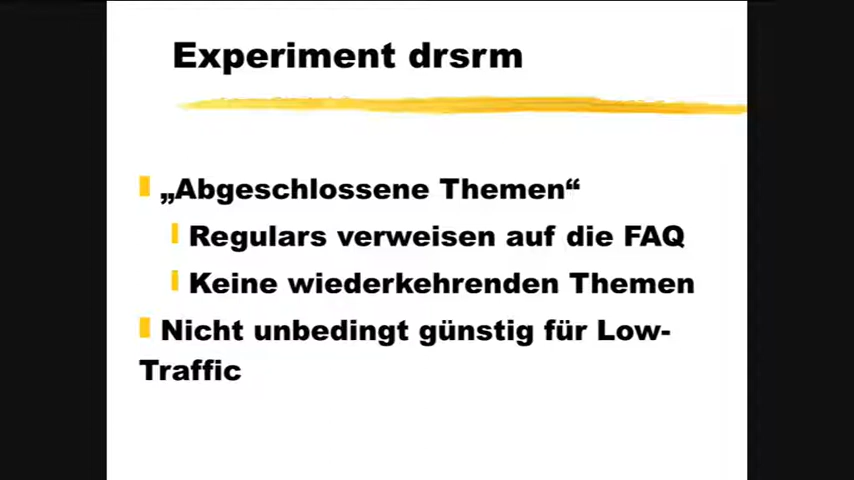 Experiment drsrm
„Abgeschlossene Themen“
Regulars verweisen auf die FAQ
Keine wiederkehrenden Themen
Nicht unbedingt günstig für Low-
Traffic